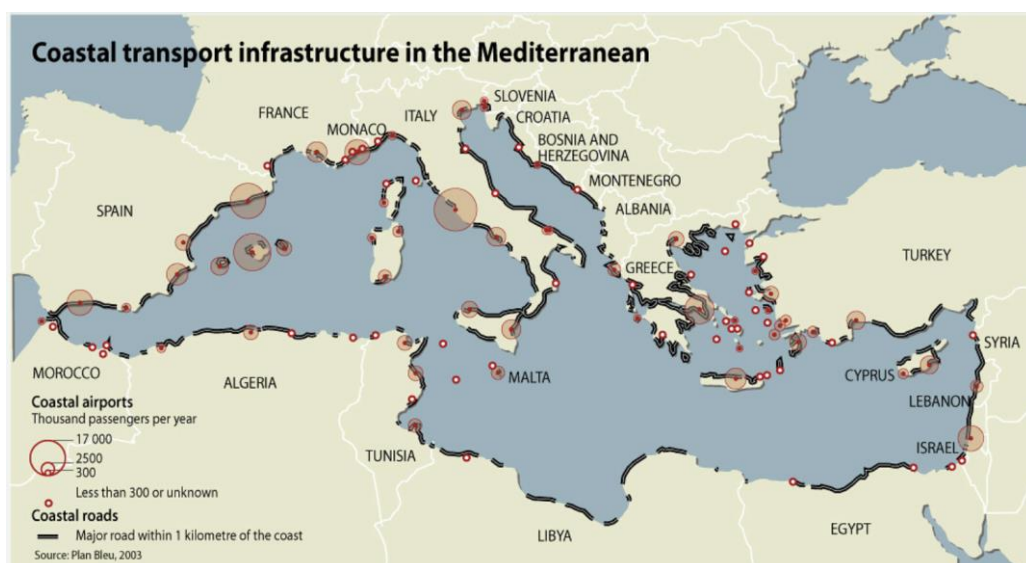 Coastal transport infrastructure in the Mediterranean
SLOVENIA
FRANCE
ITALY
CROATIA
MONACO
BOSNIA AND
HERZEGOVINA
MONTENEGRO
SPAIN
ALBANIA
GREECE
TURKEY
SYRIA
MOROCCO
ALGERIA
MALTA
CYPRUS
LEBANON
ISRAEL
TUNISIA
LIBYA
EGYPT
Coastal airports
Thousand passengers per year
17 000
2500
300
Less than 300 or unknown
Coastal roads
Major road within 1 kilometre of the coast
Source: Plan Bleu, 2003